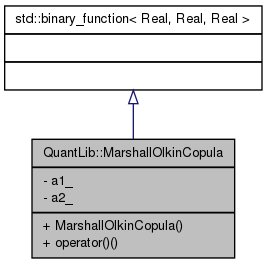 std::binary_function< Real, Real, Real >
QuantLib::MarshallOlkinCopula
- a1_
- a2_
+ MarshallOlkinCopula()
+ operator()()